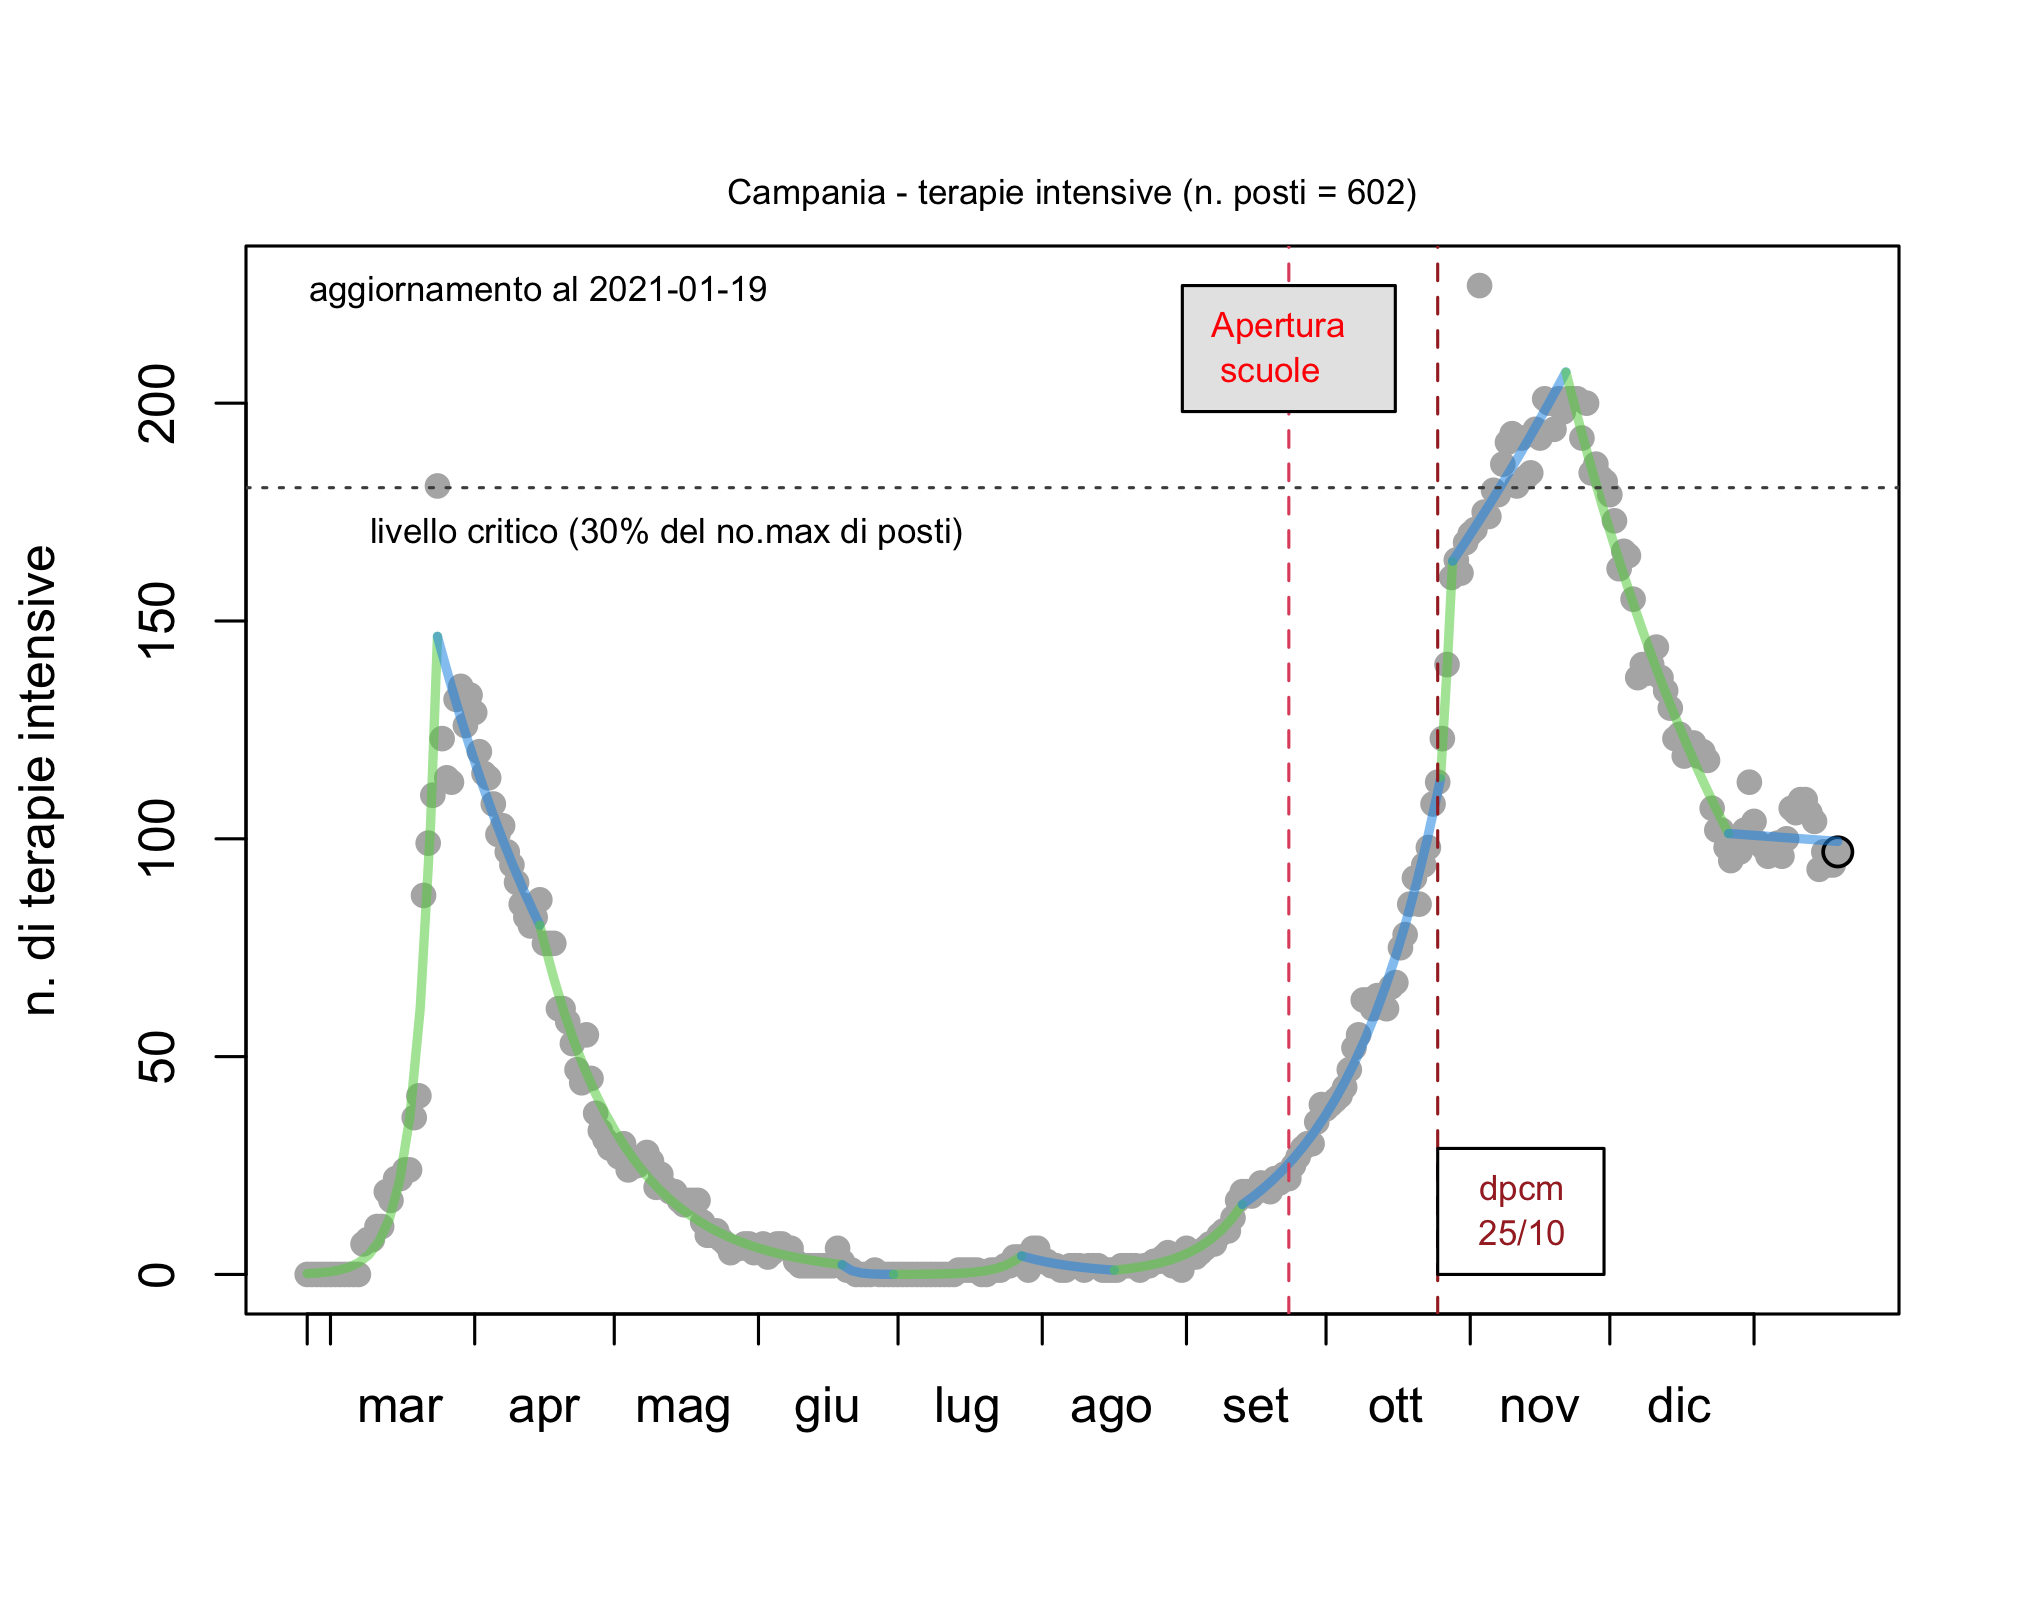 Campania - terapie intensive (n. posti = 602)
aggiornamento al 2021-01-19
Apertura
scuole
livello critico (30% del no.max di posti)
n. di terapie intensive
200
150
100
50
0
dpcm
25/10
mar apr mag giu lug ago set ott nov dic